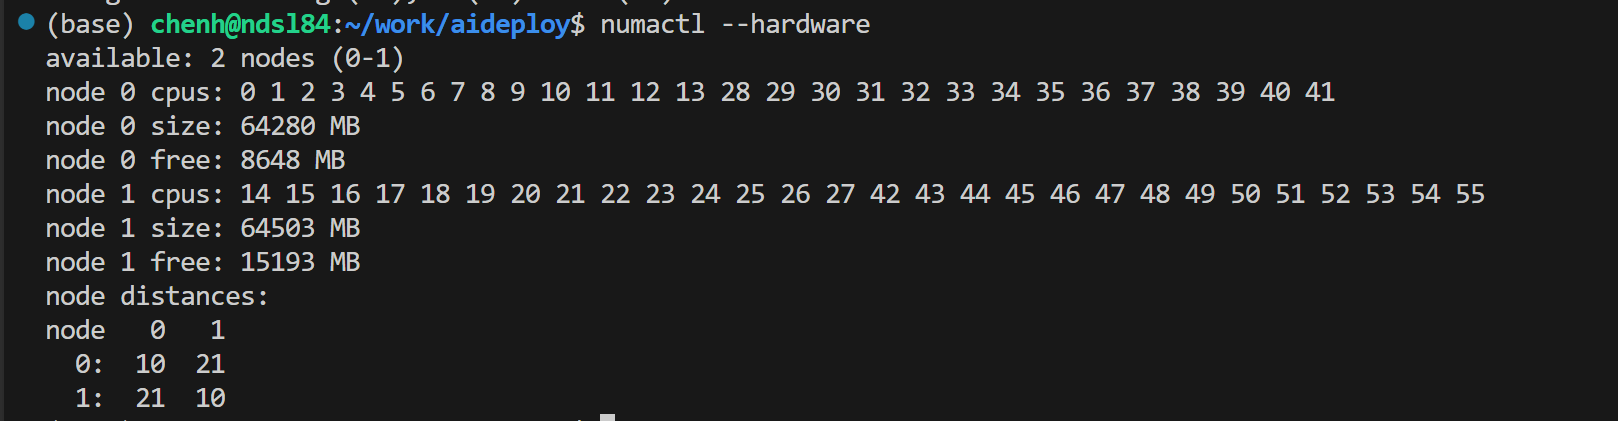 (base) chenh@ndsl84:~/work/aideploy$ numactl --hardware
available: 2 nodes (0-1)
node 0 cpus: 0 1 2 3 4 5 6 7 8 9 10 11 12 13 28 29 30 31 32 33 34 35 36 37 38 39 40 41
node 0 size: 64280 MB
node 0 free: 8648 MB
node 1 cpus: 14 15 16 17 18 19 20 21 22 23 24 25 26 27 42 43 44 45 46 47 48 49 50 51 52 53 54 55
node 1 size: 64503 MB
node 1 free: 15193 MB
node distances:
node   0   1
  0:  10  21
  1:  21  10